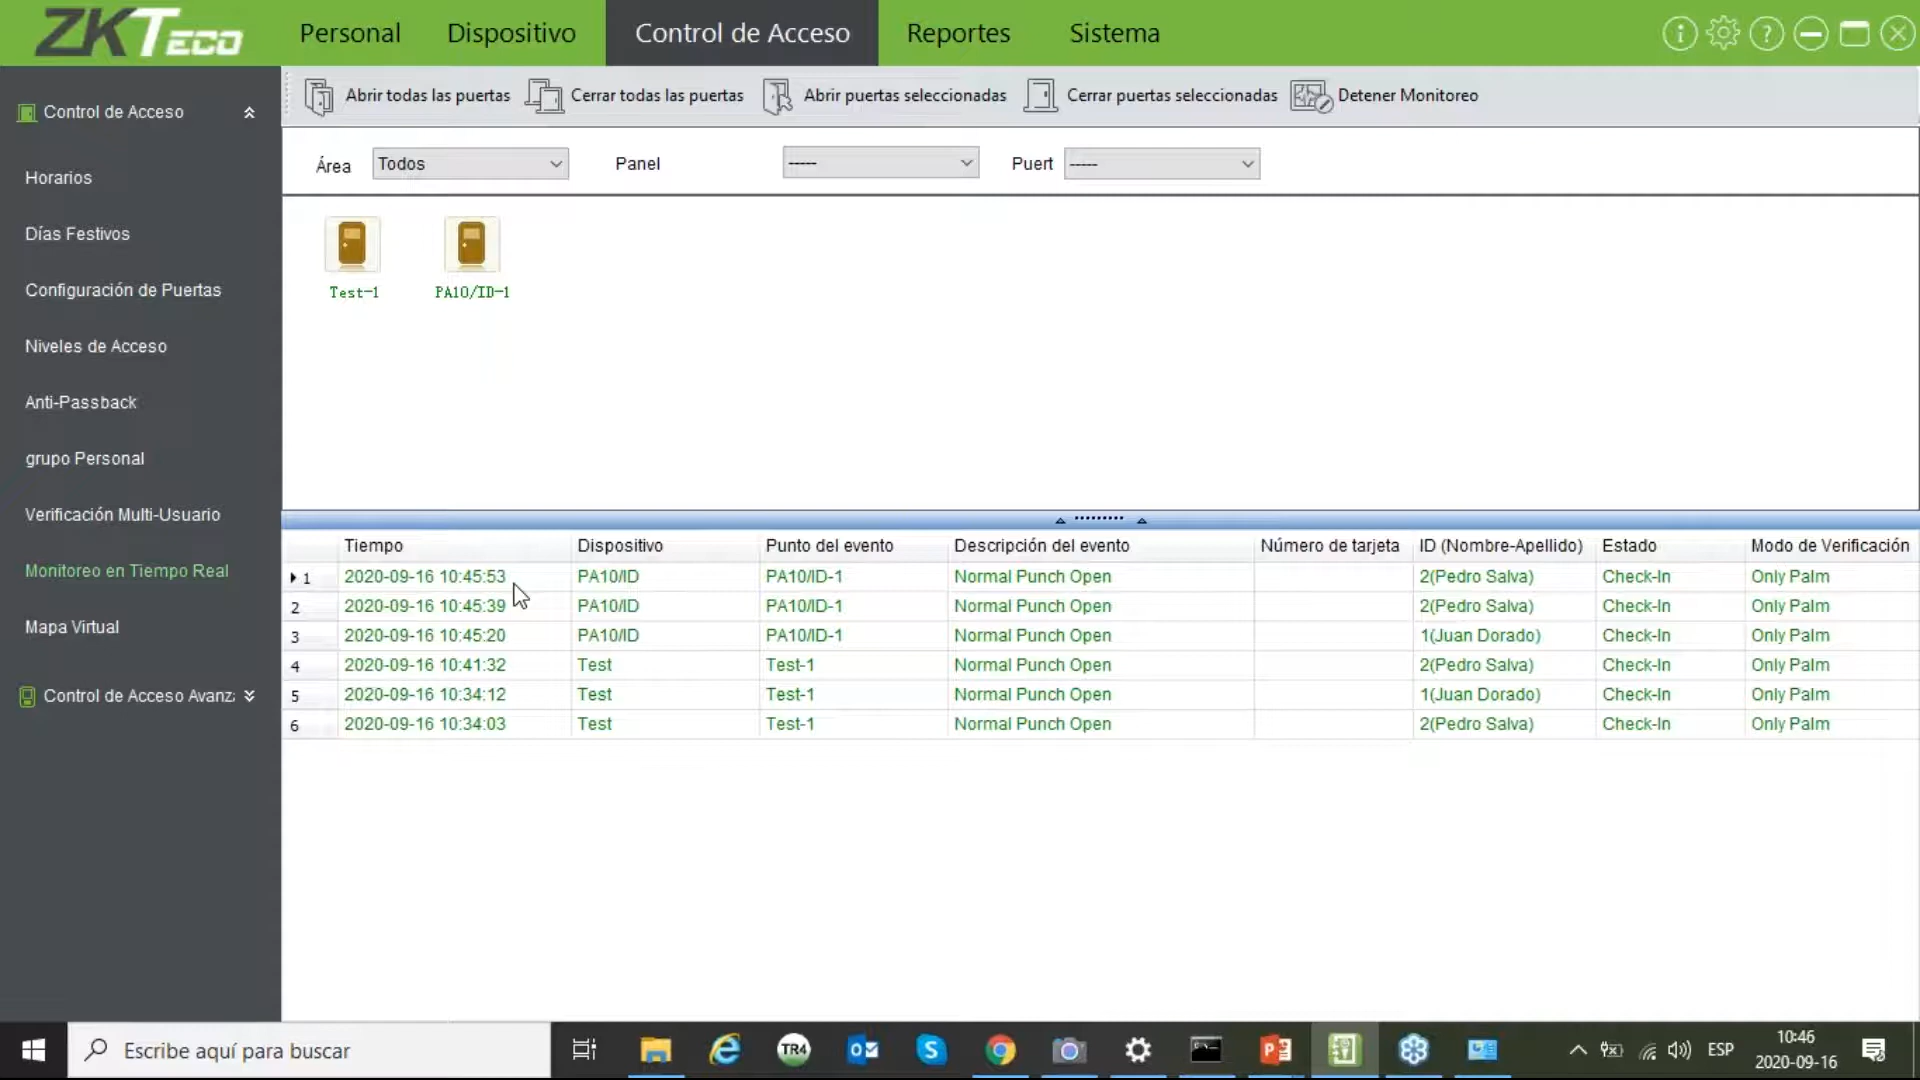 ZKTECO
Personal Dispositivo Control de Acceso Reportes Sistema
Abrir todas las puertas Cerrar todas las puertas Abrir puertas seleccionadas Cerrar puertas seleccionadas Detener Monitoreo
Control de Acceso
Horarios
Días Festivos
Configuración de Puertas
Niveles de Acceso
Anti-Passback
grupo Personal
Verificación Multi-Usuario
Monitoreo en Tiempo Real
Mapa Virtual
Control de Acceso Avanz
Área Todos Panel ----- Puert -----
Test-1 PA10/ID-1
Tiempo Dispositivo Punto del evento Descripción del evento Número de tarjeta ID (Nombre-Apellido) Estado Modo de Verificación
1 2020-09-16 10:45:53 PA10/ID PA10/ID-1 Normal Punch Open 2(Pedro Salva) Check-In Only Palm
2 2020-09-16 10:45:39 PA10/ID PA10/ID-1 Normal Punch Open 2(Pedro Salva) Check-In Only Palm
3 2020-09-16 10:45:20 PA10/ID PA10/ID-1 Normal Punch Open 1(Juan Dorado) Check-In Only Palm
4 2020-09-16 10:41:32 Test Test-1 Normal Punch Open 2(Pedro Salva) Check-In Only Palm
5 2020-09-16 10:34:12 Test Test-1 Normal Punch Open 1(Juan Dorado) Check-In Only Palm
6 2020-09-16 10:34:03 Test Test-1 Normal Punch Open 2(Pedro Salva) Check-In Only Palm
Escribe aquí para buscar TR4 ESP 10:46
2020-09-16